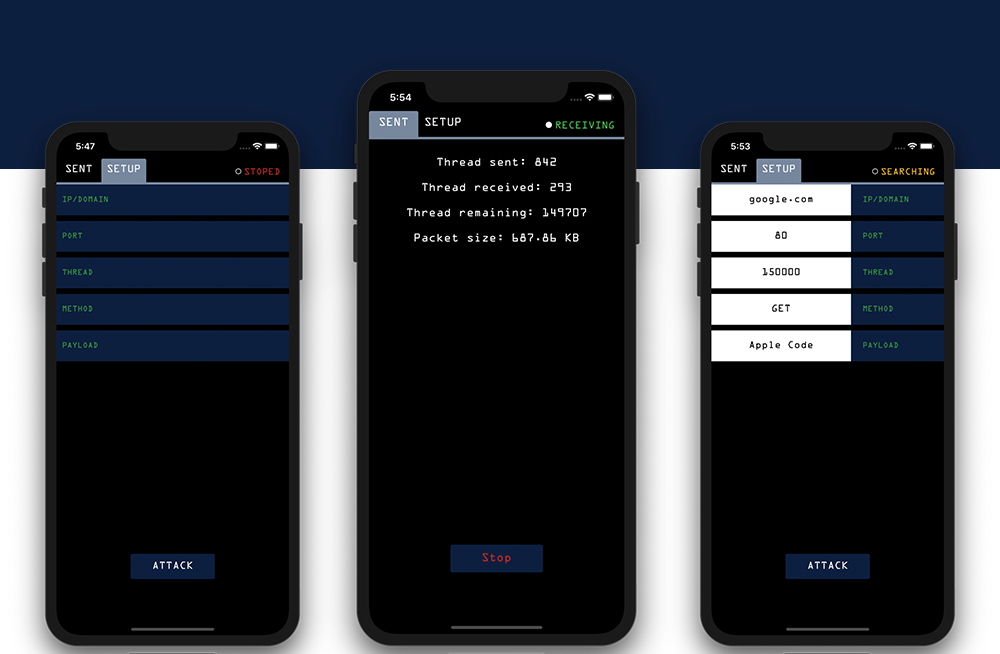 5:47
SENT SETUP STOPED
IP/DOMAIN
PORT
THREAD
METHOD
PAYLOAD
ATTACK
5:54
SENT SETUP RECEIVING
Thread sent: 842
Thread received: 293
Thread remaining: 149707
Packet size: 687.86 KB
Stop
5:53
SENT SETUP SEARCHING
google.com IP/DOMAIN
80 PORT
150000 THREAD
GET METHOD
Apple Code PAYLOAD
ATTACK